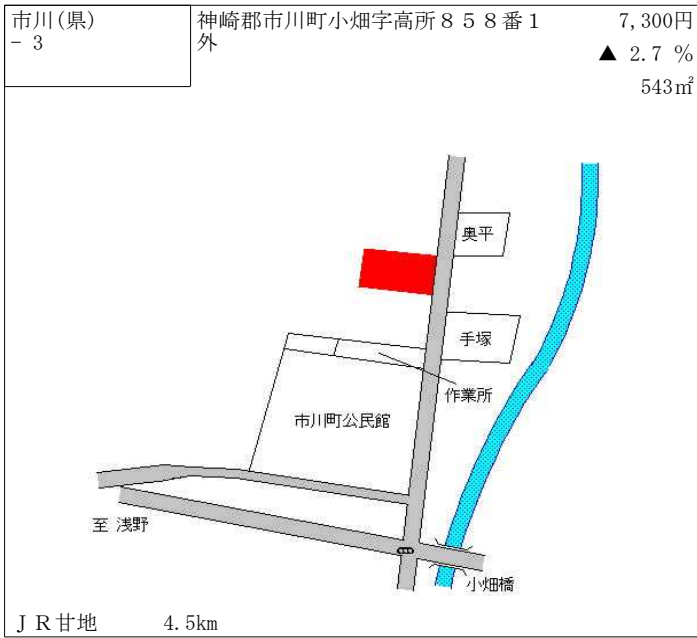 市川(県)
- 3
神崎郡市川町小畑字高所８５８番１
外
7,300円
▲ 2.7 %
543㎡
奥平
手塚
作業所
市川町公民館
至 浅野
小畑橋
ＪＲ甘地 4.5km